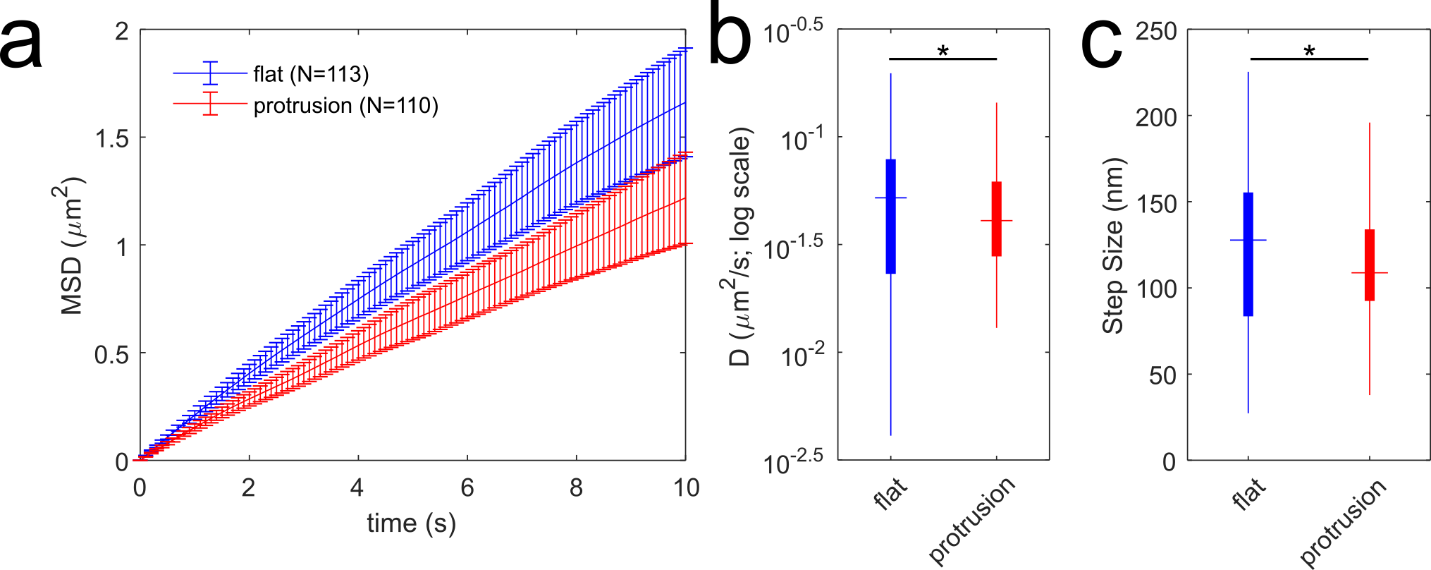 a
MSD (μm²)
2
1.5
1
0.5
0
0 2 4 6 8 10
time (s)
flat (N=113)
protrusion (N=110)
b
D (μm²/s; log scale)
10^-0.5
10^-1
10^-1.5
10^-2
10^-2.5
*
flat
protrusion
c
Step Size (nm)
250
200
150
100
50
0
*
flat
protrusion